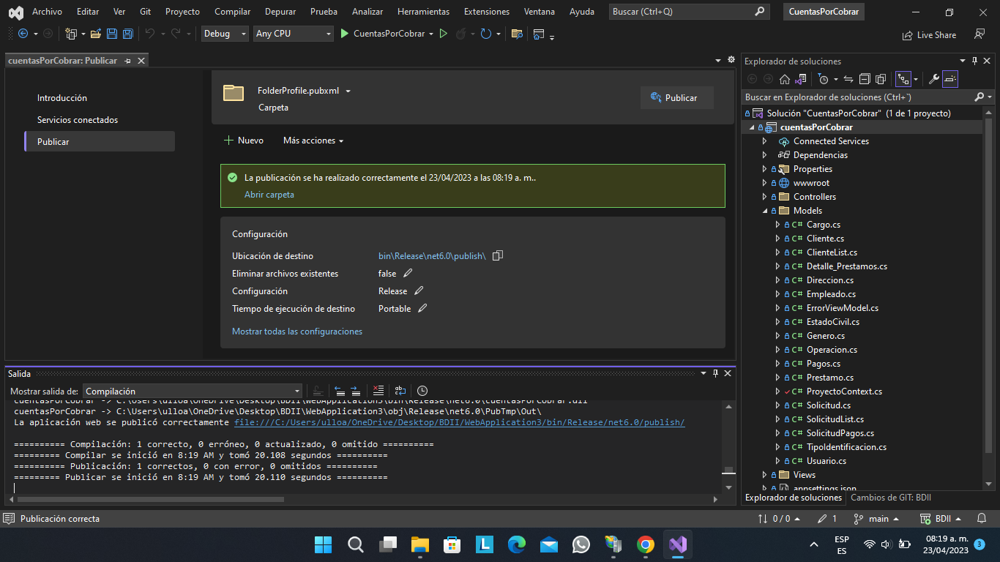 Archivo Editar Ver Git Proyecto Compilar Depurar Prueba Analizar Herramientas Extensiones Ventana Ayuda Buscar (Ctrl+Q) CuentasPorCobrar
Debug Any CPU CuentasPorCobrar Live Share
cuentasPorCobrar: Publicar
Introducción
Servicios conectados
Publicar
FolderProfile.pubxml
Carpeta
Publicar
Nuevo Más acciones
La publicación se ha realizado correctamente el 23/04/2023 a las 08:19 a. m..
Abrir carpeta
Configuración
Ubicación de destino bin\Release\net6.0\publish\
Eliminar archivos existentes false
Configuración Release
Tiempo de ejecución de destino Portable
Mostrar todas las configuraciones
Salida
Mostrar salida de: Compilación
cuentasPorCobrar -> C:\Users\ulloa\OneDrive\Desktop\BDII\WebApplication3\bin\Release\net6.0\cuentasPorCobrar.dll
cuentasPorCobrar -> C:\Users\ulloa\OneDrive\Desktop\BDII\WebApplication3\obj\Release\net6.0\PubTmp\Out\
La aplicación web se publicó correctamente file:///C:/Users/ulloa/OneDrive/Desktop/BDII/WebApplication3/bin/Release/net6.0/publish/
========== Compilación: 1 correcto, 0 erróneo, 0 actualizado, 0 omitido ==========
========= Compilar se inició en 8:19 AM y tomó 20.108 segundos ==========
========== Publicación: 1 correctos, 0 con error, 0 omitidos ==========
========= Publicar se inició en 8:19 AM y tomó 20.110 segundos ==========
Explorador de soluciones
Buscar en Explorador de soluciones (Ctrl+`)
Solución "CuentasPorCobrar" (1 de 1 proyecto)
cuentasPorCobrar
Connected Services
Dependencias
Properties
wwwroot
Controllers
Models
C# Cargo.cs
C# Cliente.cs
C# ClienteList.cs
C# Detalle_Prestamos.cs
C# Direccion.cs
C# Empleado.cs
C# ErrorViewModel.cs
C# EstadoCivil.cs
C# Genero.cs
C# Operacion.cs
C# Pagos.cs
C# Prestamo.cs
C# ProyectoContext.cs
C# Solicitud.cs
C# SolicitudList.cs
C# SolicitudPagos.cs
C# TipoIdentificacion.cs
C# Usuario.cs
Views
appsettings.json
Explorador de soluciones Cambios de GIT: BDII
Publicación correcta 0 / 0 1 main BDII
L ESP
ES
08:19 a. m.
23/04/2023
3